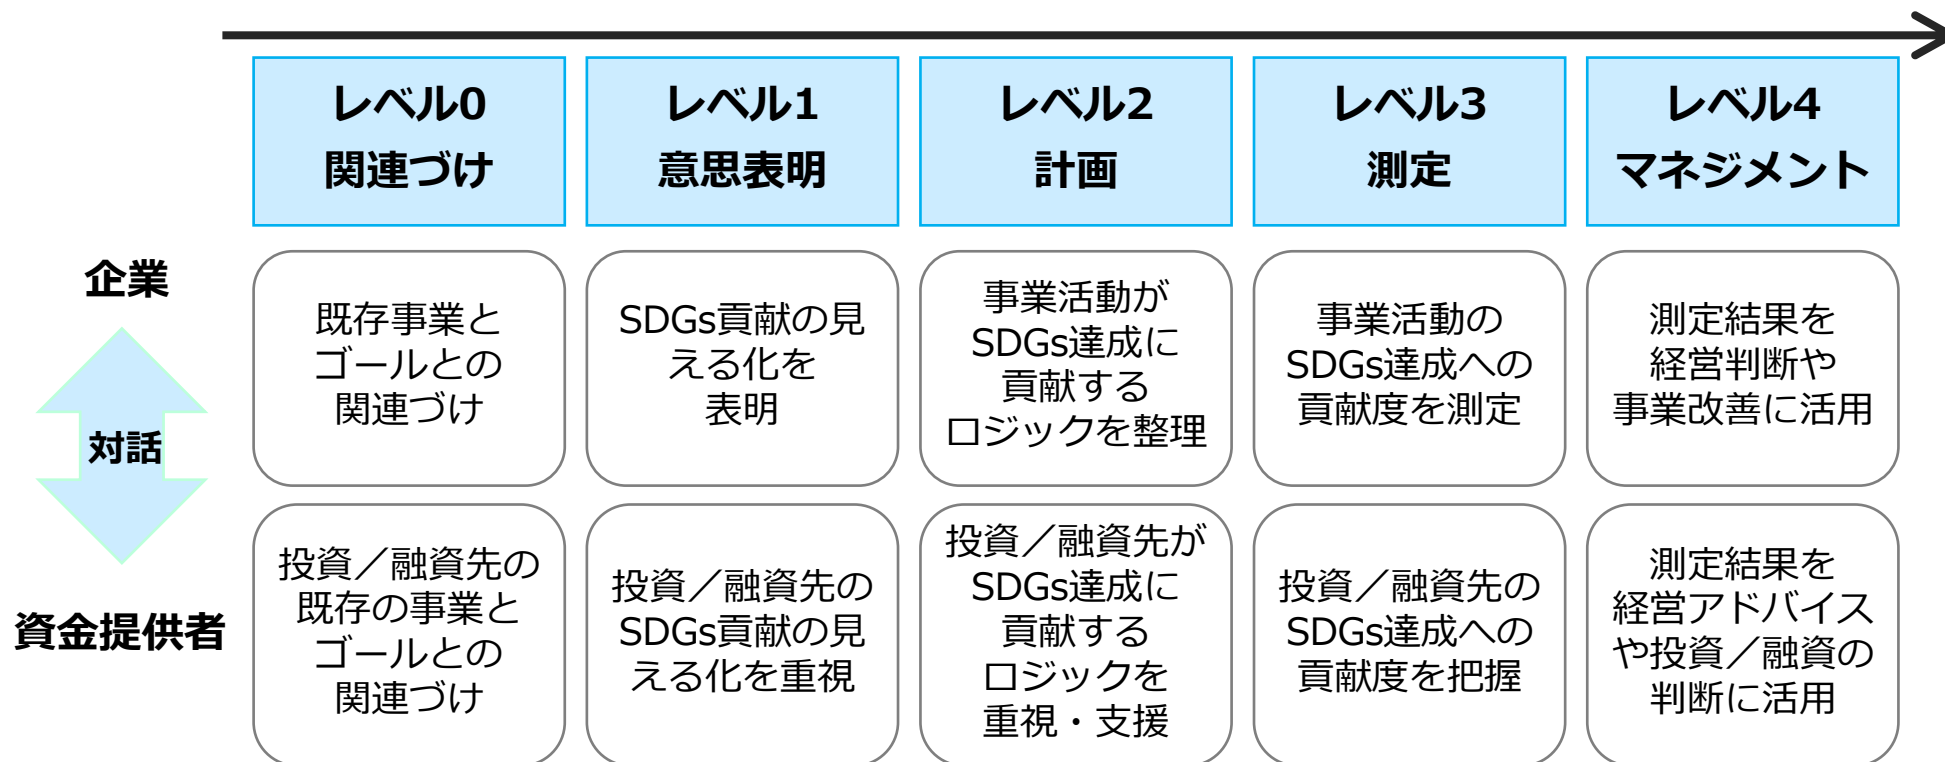 レベル0
関連づけ
レベル1
意思表明
レベル2
計画
レベル3
測定
レベル4
マネジメント
企業
既存事業と
ゴールとの
関連づけ
SDGs貢献の見
える化を
表明
事業活動が
SDGs達成に
貢献する
ロジックを整理
事業活動の
SDGs達成への
貢献度を測定
測定結果を
経営判断や
事業改善に活用
対話
資金提供者
投資／融資先の
既存の事業と
ゴールとの
関連づけ
投資／融資先の
SDGs貢献の見
える化を重視
投資／融資先が
SDGs達成に
貢献する
ロジックを
重視・支援
投資／融資先の
SDGs達成への
貢献度を把握
測定結果を
経営アドバイス
や投資／融資の
判断に活用